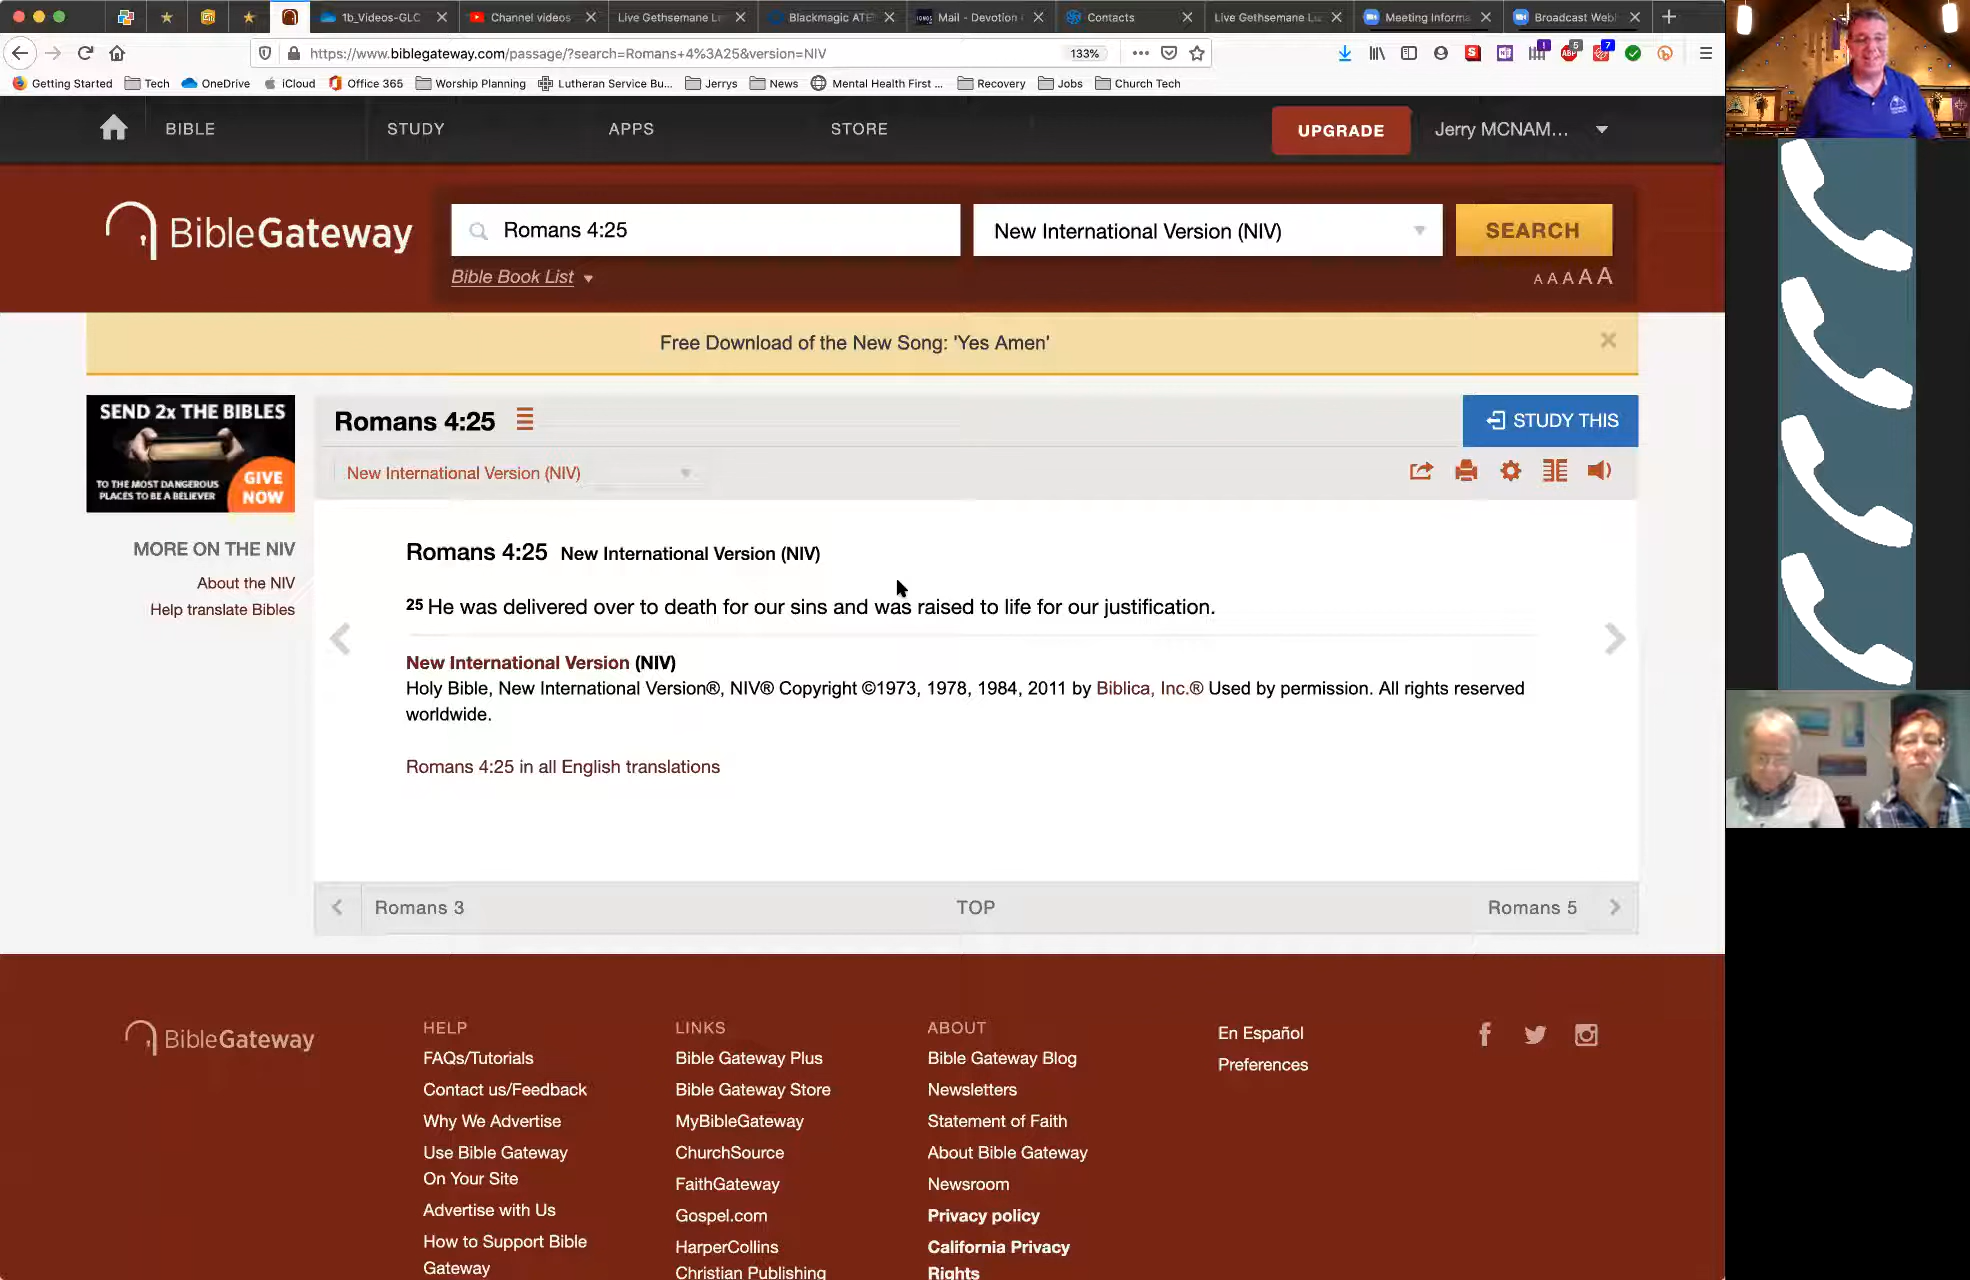 1b_Videos-GLC
Channel videos
Live Gethsemane L
Blackmagic ATE
Mail - Devotion
Contacts
Live Gethsemane Lu
Meeting Informa
Broadcast Web
https://www.biblegateway.com/passage/?search=Romans+4%3A25&version=NIV
133%
Getting Started
Tech
OneDrive
iCloud
Office 365
Worship Planning
Lutheran Service Bu...
Jerrys
News
Mental Health First ...
Recovery
Jobs
Church Tech
BIBLE
STUDY
APPS
STORE
UPGRADE
Jerry MCNAM...
BibleGateway
Romans 4:25
New International Version (NIV)
SEARCH
Bible Book List
A A A A A
Free Download of the New Song: 'Yes Amen'
SEND 2x THE BIBLES
TO THE MOST DANGEROUS
PLACES TO BE A BELIEVER
GIVE
NOW
Romans 4:25
STUDY THIS
New International Version (NIV)
MORE ON THE NIV
About the NIV
Help translate Bibles
Romans 4:25 New International Version (NIV)
25 He was delivered over to death for our sins and was raised to life for our justification.
New International Version (NIV)
Holy Bible, New International Version®, NIV® Copyright ©1973, 1978, 1984, 2011 by Biblica, Inc.® Used by permission. All rights reserved
worldwide.
Romans 4:25 in all English translations
Romans 3
TOP
Romans 5
BibleGateway
HELP
FAQs/Tutorials
Contact us/Feedback
Why We Advertise
Use Bible Gateway
On Your Site
Advertise with Us
How to Support Bible
Gateway
LINKS
Bible Gateway Plus
Bible Gateway Store
MyBibleGateway
ChurchSource
FaithGateway
Gospel.com
HarperCollins
Christian Publishing
ABOUT
Bible Gateway Blog
Newsletters
Statement of Faith
About Bible Gateway
Newsroom
Privacy policy
California Privacy
Rights
En Español
Preferences